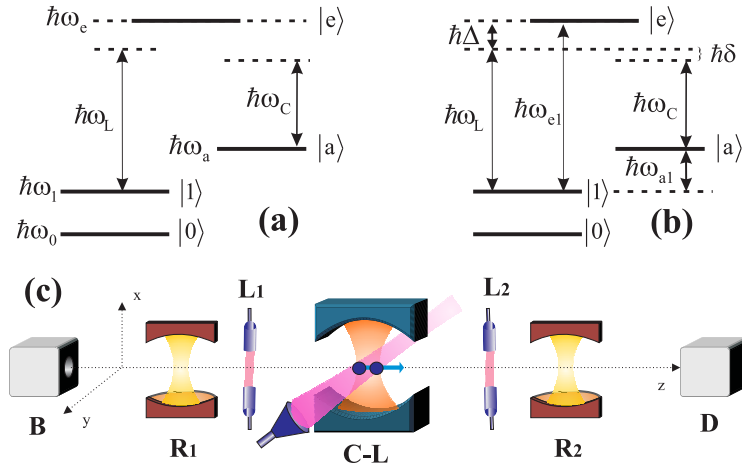 ħωe |e⟩
ħωL
ħωC
ħωa |a⟩
ħω1 |1⟩
ħω0 |0⟩
(a)
|e⟩
ħΔ
ħδ
ħωL
ħωe1
ħωC
|a⟩
ħωa1
|1⟩
|0⟩
(b)
(c)
x
y
z
B
R1
L1
C-L
L2
R2
D